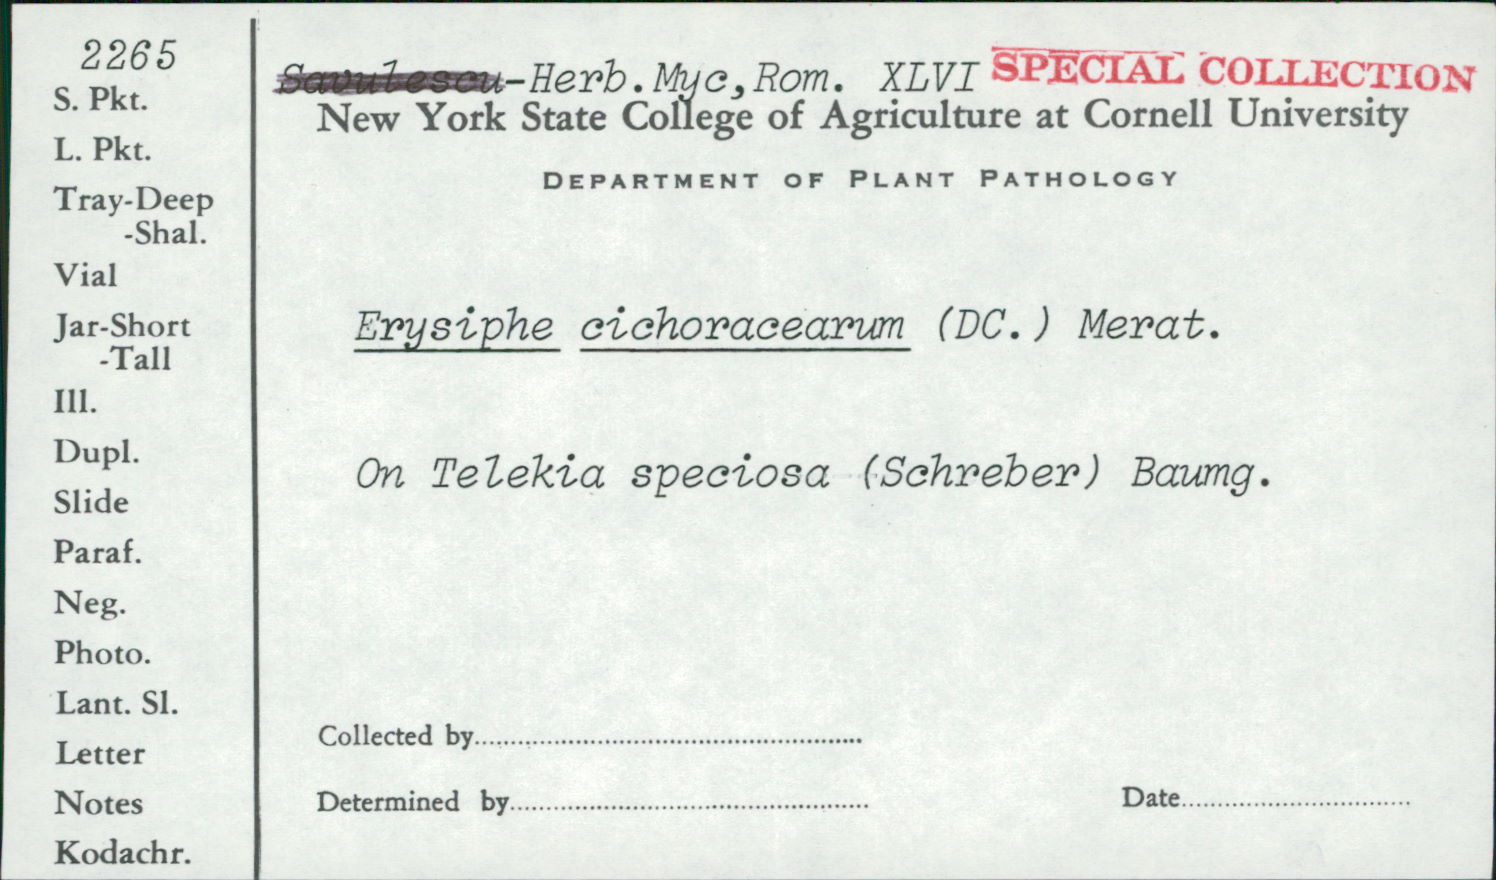 2265
S. Pkt.
L. Pkt.
Tray-Deep
-Shal.
Vial
Jar-Short
-Tall
Ill.
Dupl.
Slide
Paraf.
Neg.
Photo.
Lant. Sl.
Letter
Notes
Kodachr.
Savulescu-Herb.Myc,Rom. XLVI SPECIAL COLLECTION
New York State College of Agriculture at Cornell University
DEPARTMENT OF PLANT PATHOLOGY
Erysiphe cichoracearum (DC.) Merat.
On Telekia speciosa (Schreber) Baumg.
Collected by
Determined by
Date